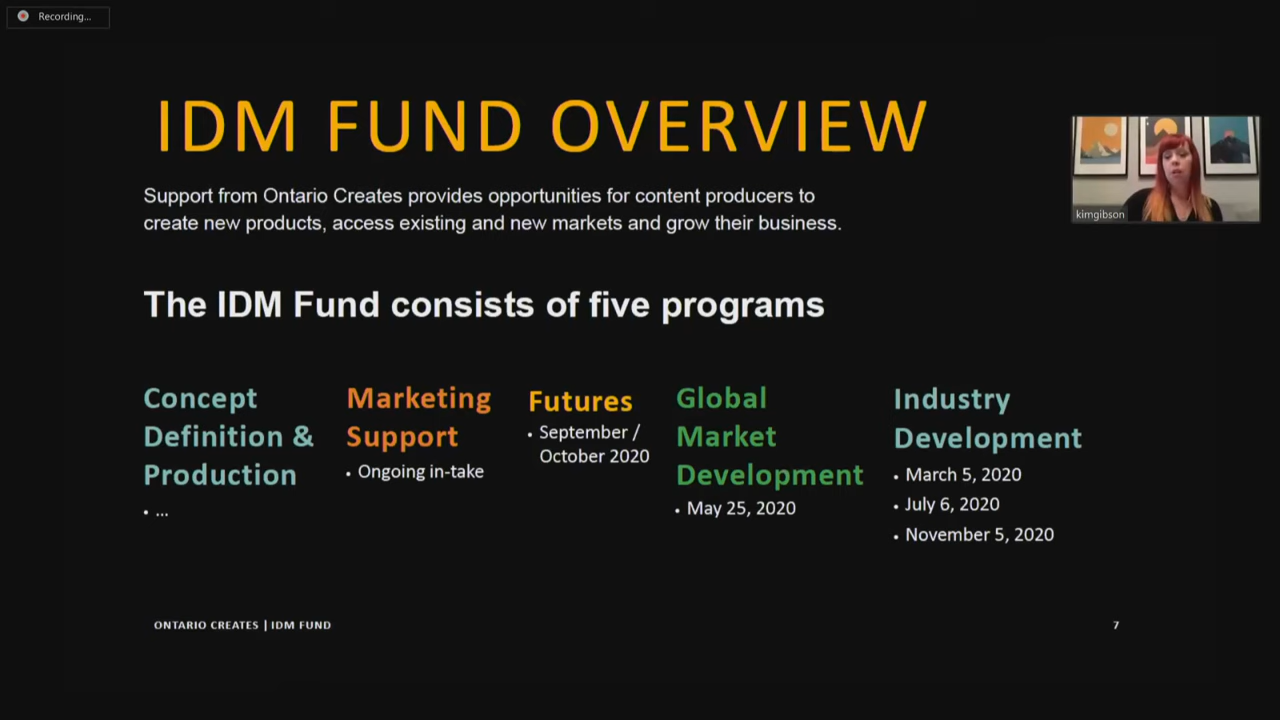 Recording...
IDM FUND OVERVIEW
Support from Ontario Creates provides opportunities for content producers to
create new products, access existing and new markets and grow their business.
kimgibson
The IDM Fund consists of five programs
Concept
Definition &
Production
• ...
Marketing
Support
• Ongoing in-take
Futures
• September /
October 2020
Global
Market
Development
• May 25, 2020
Industry
Development
• March 5, 2020
• July 6, 2020
• November 5, 2020
ONTARIO CREATES | IDM FUND
7